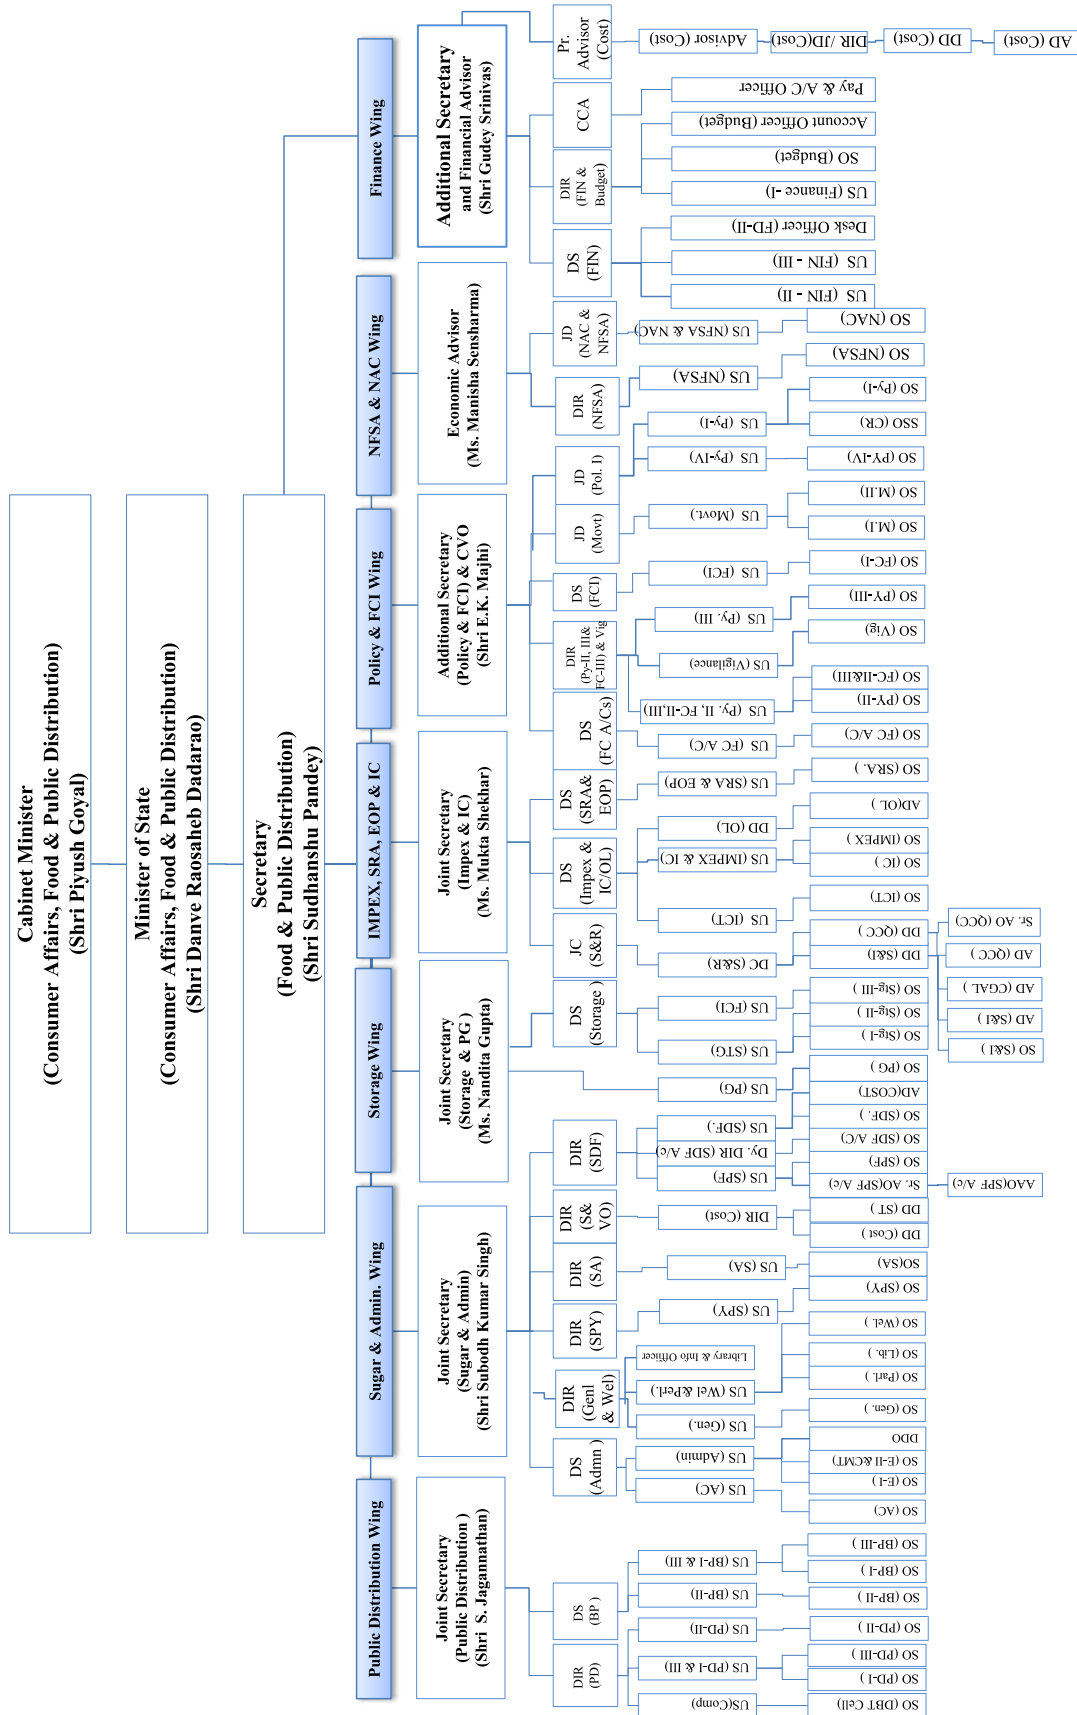 Cabinet Minister
(Consumer Affairs, Food & Public Distribution)
(Shri Piyush Goyal)
Minister of State
(Consumer Affairs, Food & Public Distribution)
(Shri Danve Raosaheb Dadarao)
Secretary
(Food & Public Distribution)
(Shri Sudhanshu Pandey)
Public Distribution Wing
Sugar & Admin. Wing
Storage Wing
IMPEX, SRA, EOP & IC
Policy & FCI Wing
NFSA & NAC Wing
Finance Wing
Joint Secretary
(Public Distribution )
(Shri S. Jagannathan)
Joint Secretary
(Sugar & Admin)
(Shri Subodh Kumar Singh)
Joint Secretary
(Storage & PG )
(Ms. Nandita Gupta)
Joint Secretary
(Impex & IC)
(Ms. Mukta Shekhar)
Additional Secretary
(Policy & FCI) & CVO
(Shri E.K. Majhi)
Economic Advisor
(Ms. Manisha Sensharma)
Additional Secretary
and Financial Advisor
(Shri Gudey Srinivas)
DIR
(PD)
DS
(BP )
DS
(Admn )
DIR
(Genl
& Wel)
DIR
(SPY)
DIR
(SA)
DIR
(S&
VO)
DIR
(SDF)
DS
(Storage )
JC
(S&R)
DS
(Impex &
IC/OL)
DS
(SRA&
EOP)
DS
(FC A/Cs)
DIR
(Py-II, III&
FC-III) & Vig
DS
(FCI)
JD
(Movt)
JD
(Pol. I)
DIR
(NFSA)
JD
(NAC &
NFSA)
DS
(FIN)
DIR
(FIN &
Budget)
CCA
Pr.
Advisor
(Cost)
US(Comp)
US (PD-I & III)
US (PD-II)
US (BP-II)
US (BP-I & III)
US (AC)
US (Admin)
US (Gen.)
US (Wel &Perl.)
Library & Info Officer
US (SPY)
US (SA)
DIR (Cost)
US (SPF)
Dy. DIR (SDF A/c)
US (SDF.)
US (PG)
US (STG)
US (FCI)
DC (S&R)
US (ICT)
US (IMPEX & IC)
DD (OL)
US (SRA & EOP)
US (FC A/C)
US (Py. II, FC-II,III)
US (Vigilance)
US (Py. III)
US (FCI)
US (Movt.)
US (Py-IV)
US (Py-I)
US (NFSA)
US (NFSA & NAC)
US (FIN - II)
US (FIN - III)
Desk Officer (FD-II)
US (Finance -I)
SO (Budget)
Account Officer (Budget)
Pay & A/C Officer
Advisor (Cost)
DIR / JD(Cost)
DD (Cost)
AD (Cost)
SO (DBT Cell)
SO (PD-I )
SO (PD-III )
SO (PD-II )
SO (BP-II )
SO (BP-I )
SO (BP-III )
SO (AC)
SO (E-I )
SO (E-II &CMT)
DDO
SO (Gen. )
SO (Parl. )
SO (Lib. )
SO (Wel. )
SO (SPY)
SO(SA)
DD (Cost )
DD (ST. )
Sr. AO(SPF A/c)
SO (SPF)
SO (SDF A/C)
SO (SDF. )
AD(COST)
SO (PG )
SO (Stg-I )
SO (Stg-II )
SO (Stg-III )
DD (S&I)
DD (QCC )
SO (ICT)
SO (IC )
SO (IMPEX )
AD(OL )
SO (SRA. )
SO (FC A/C)
SO (PY-II)
SO (FC-II&III)
SO (Vig)
SO (PY-III)
SO (FC-I)
SO (M.I)
SO (M.II)
SO (PY-IV)
SSO (CR)
SO (Py-I)
SO (NFSA)
SO (NAC)
AAO(SPF A/c)
SO (S&I )
AD (S&I )
AD (CGAL )
AD (QCC )
Sr. AO (QCC)